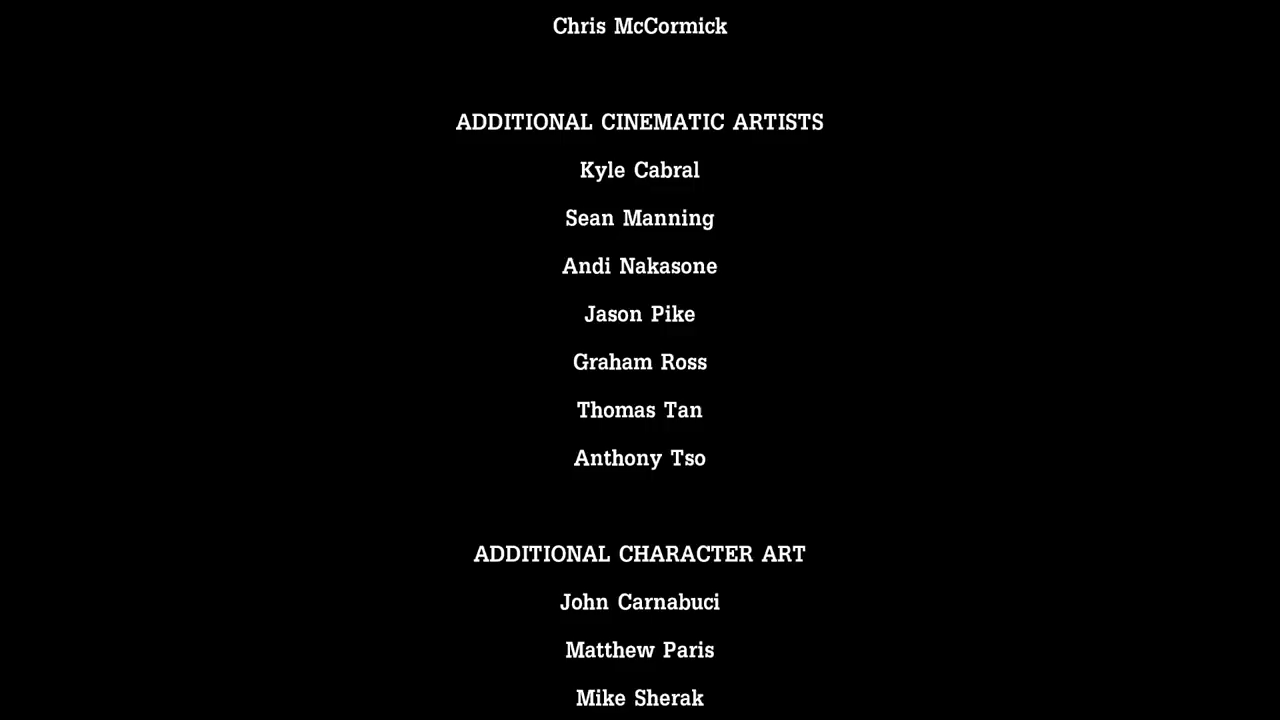 Chris McCormick
ADDITIONAL CINEMATIC ARTISTS
Kyle Cabral
Sean Manning
Andi Nakasone
Jason Pike
Graham Ross
Thomas Tan
Anthony Tso
ADDITIONAL CHARACTER ART
John Carnabuci
Matthew Paris
Mike Sherak